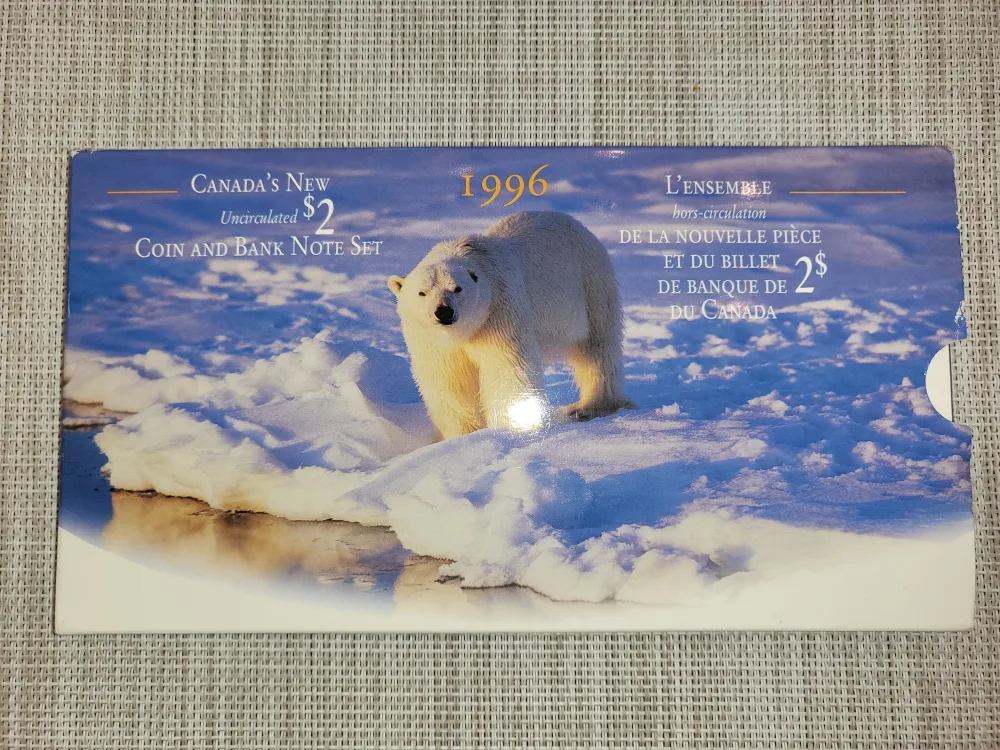 CANADA'S NEW
Uncirculated $2
COIN AND BANK NOTE SET
1996
L'ENSEMBLE
hors-circulation
DE LA NOUVELLE PIÈCE
ET DU BILLET
DE BANQUE DE 2$
DU CANADA